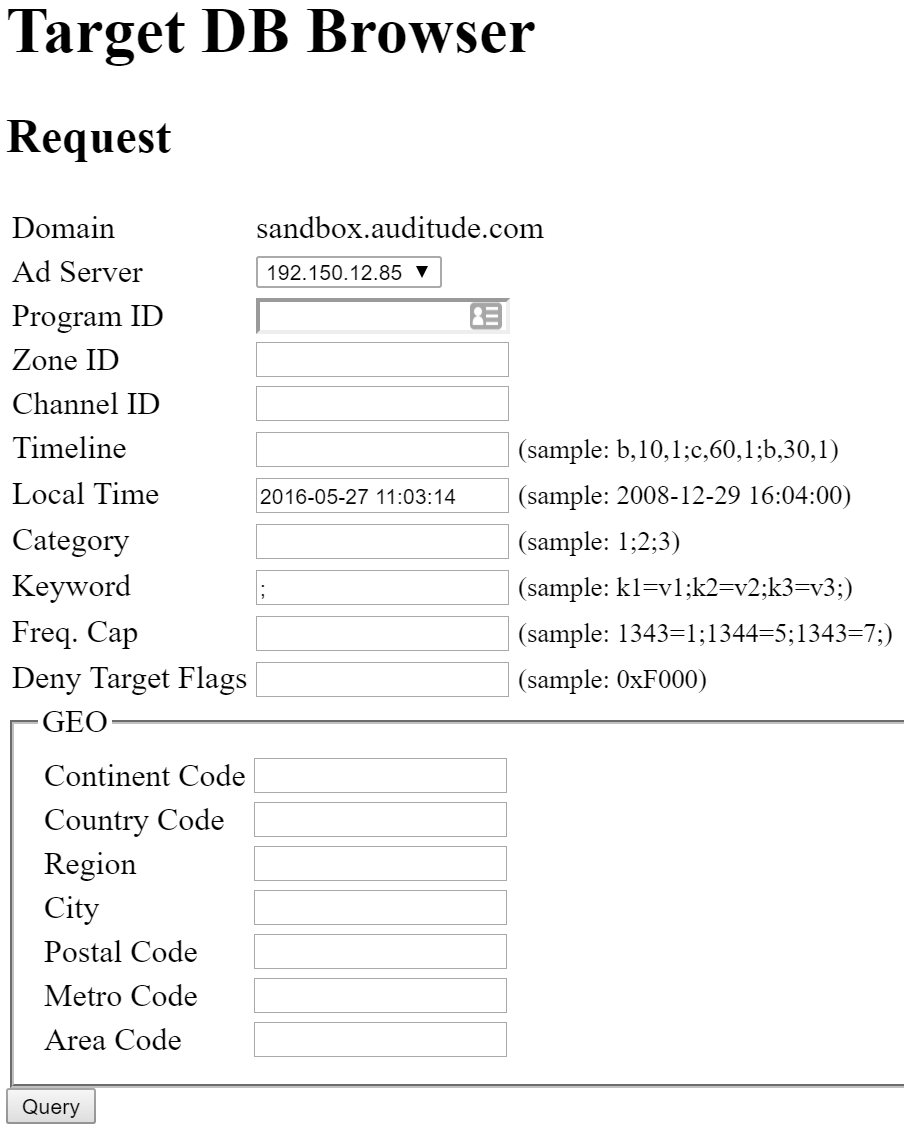 Target DB Browser
Request
Domain sandbox.auditude.com
Ad Server 192.150.12.85
Program ID
Zone ID
Channel ID
Timeline (sample: b,10,1;c,60,1;b,30,1)
Local Time 2016-05-27 11:03:14 (sample: 2008-12-29 16:04:00)
Category (sample: 1;2;3)
Keyword ; (sample: k1=v1;k2=v2;k3=v3;)
Freq. Cap (sample: 1343=1;1344=5;1343=7;)
Deny Target Flags (sample: 0xF000)
GEO
Continent Code
Country Code
Region
City
Postal Code
Metro Code
Area Code
Query